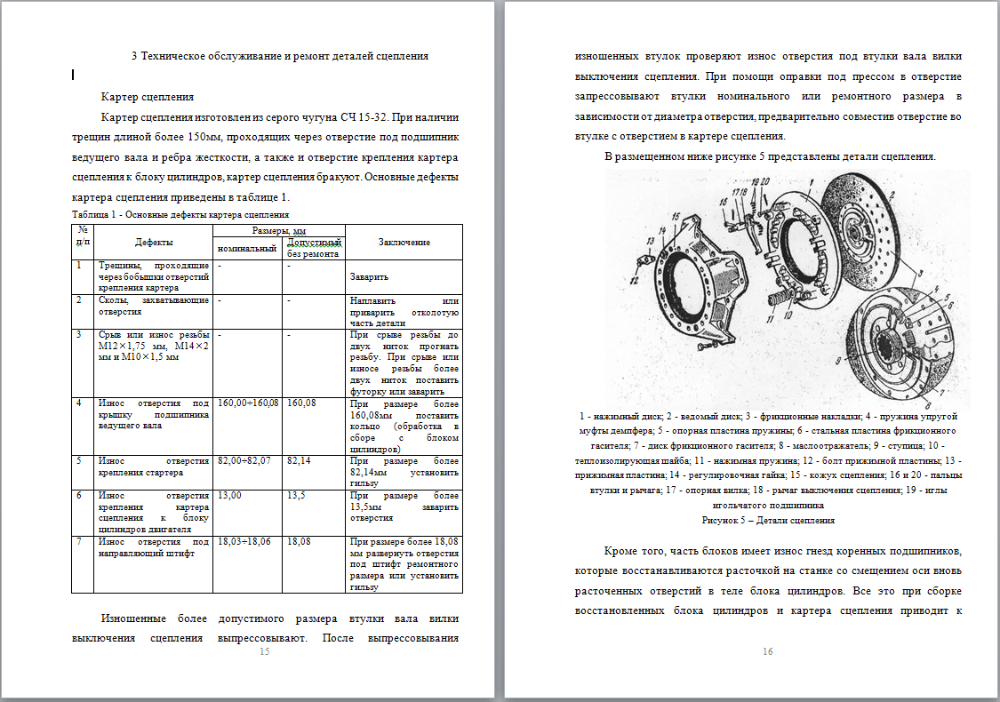 3 Техническое обслуживание и ремонт деталей сцепления
Картер сцепления
Картер сцепления изготовлен из серого чугуна СЧ 15-32. При наличии
трещин длиной более 150мм, проходящих через отверстие под подшипник
ведущего вала и ребра жесткости, а также и отверстие крепления картера
сцепления к блоку цилиндров, картер сцепления бракуют. Основные дефекты
картера сцепления приведены в таблице 1.
Таблица 1 - Основные дефекты картера сцепления
№ п/п
Дефекты
Размеры, мм
номинальный
Допустимый
без ремонта
Заключение
1
Трещины, проходящие
через бобышки отверстий
крепления картера
-
-
Заварить
2
Сколы, захватывающие
отверстия
-
-
Наплавить или
приварить отколотую
часть детали
3
Срыв или износ резьбы
М12×1,75 мм, М14×2
мм и М10×1,5 мм
-
-
При срыве резьбы до
двух ниток прогнать
резьбу. При срыве или
износе резьбы более
двух ниток поставить
футорку или заварить
4
Износ отверстия под
крышку подшипника
ведущего вала
160,00÷160,08
160,08
При размере более
160,08мм поставить
кольцо (обработка в
сборе с блоком
цилиндров)
5
Износ отверстия
крепления стартера
82,00÷82,07
82,14
При размере более
82,14мм установить
гильзу
6
Износ отверстия
крепления картера
сцепления к блоку
цилиндров двигателя
13,00
13,5
При размере более
13,5мм заварить
отверстия
7
Износ отверстия под
направляющий штифт
18,03÷18,06
18,08
При размере более 18,08
мм развернуть отверстия
под штифт ремонтного
размера или установить
гильзу
Изношенные более допустимого размера втулки вала вилки
выключения сцепления выпрессовывают. После выпрессовывания
15
изношенных втулок проверяют износ отверстия под втулки вала вилки
выключения сцепления. При помощи оправки под прессом в отверстие
запрессовывают втулки номинального или ремонтного размера в
зависимости от диаметра отверстия, предварительно совместив отверстие во
втулке с отверстием в картере сцепления.
В размещенном ниже рисунке 5 представлены детали сцепления.
19 20
17 18
16
1
2
15
14
13
12
3
11
10
4
5
6
9
7
8
1 - нажимный диск; 2 - ведомый диск; 3 - фрикционные накладки; 4 - пружина упругой
муфты демпфера; 5 - опорная пластина пружины; 6 - стальная пластина фрикционного
гасителя; 7 - диск фрикционного гасителя; 8 - маслоотражатель; 9 - ступица; 10 -
теплоизолирующая шайба; 11 - нажимная пружина; 12 - болт прижимной пластины; 13 -
прижимная пластина; 14 - регулировочная гайка; 15 - кожух сцепления; 16 и 20 - пальцы
втулки и рычага; 17 - опорная вилка; 18 - рычаг выключения сцепления; 19 - иглы
игольчатого подшипника
Рисунок 5 – Детали сцепления
Кроме того, часть блоков имеет износ гнезд коренных подшипников,
которые восстанавливаются расточкой на станке со смещением оси вновь
расточенных отверстий в теле блока цилиндров. Все это при сборке
восстановленных блока цилиндров и картера сцепления приводит к
16